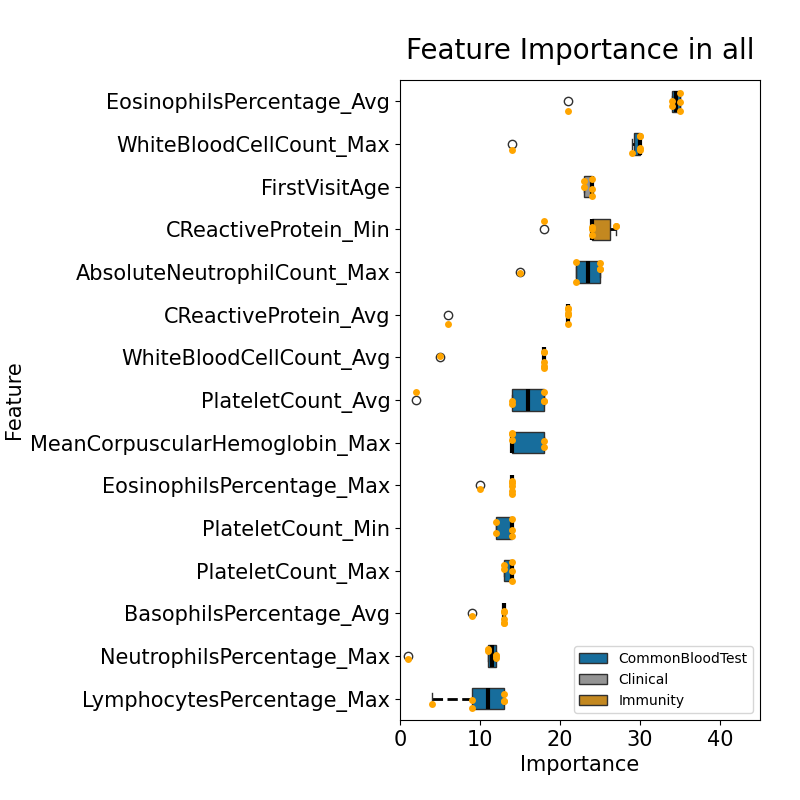 Feature Importance in all
EosinophilsPercentage_Avg
WhiteBloodCellCount_Max
FirstVisitAge
CReactiveProtein_Min
AbsoluteNeutrophilCount_Max
CReactiveProtein_Avg
WhiteBloodCellCount_Avg
PlateletCount_Avg
MeanCorpuscularHemoglobin_Max
EosinophilsPercentage_Max
PlateletCount_Min
PlateletCount_Max
BasophilsPercentage_Avg
NeutrophilsPercentage_Max
LymphocytesPercentage_Max
Feature
CommonBloodTest
Clinical
Immunity
0 10 20 30 40
Importance